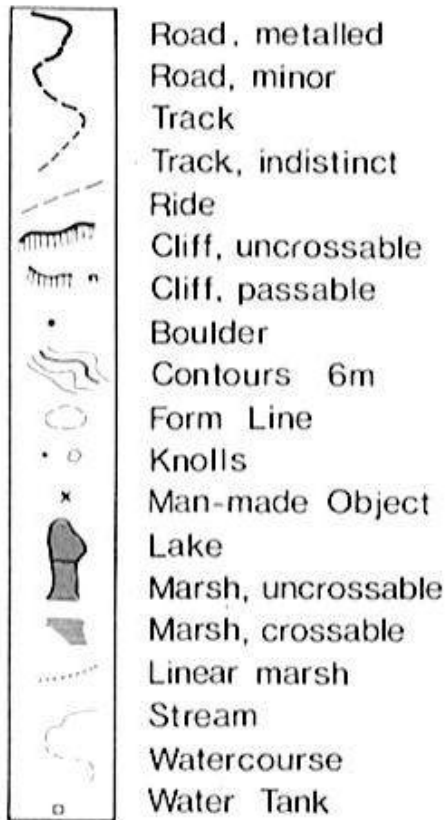 Road, metalled
Road, minor
Track
Track, indistinct
Ride
Cliff, uncrossable
Cliff, passable
Boulder
Contours 6m
Form Line
Knolls
Man-made Object
Lake
Marsh, uncrossable
Marsh, crossable
Linear marsh
Stream
Watercourse
Water Tank